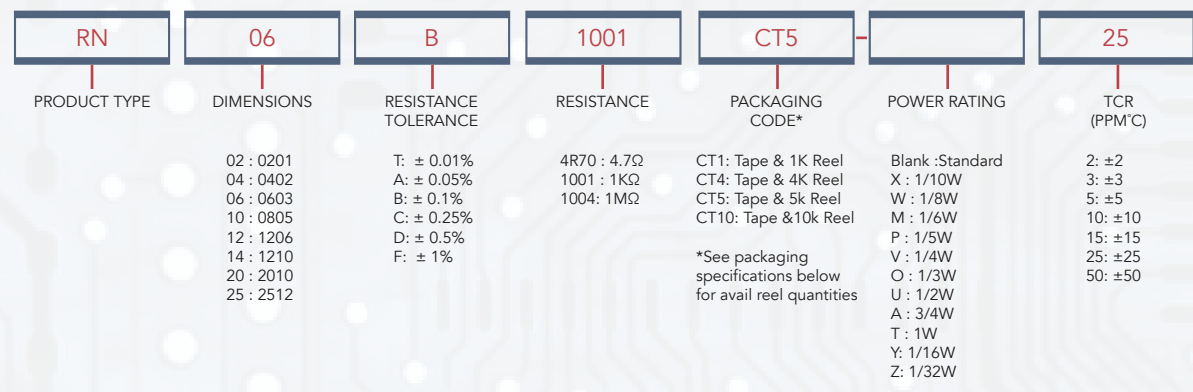 RN 06 B 1001 CT5 - 25
PRODUCT TYPE
DIMENSIONS
02 : 0201
04 : 0402
06 : 0603
10 : 0805
12 : 1206
14 : 1210
20 : 2010
25 : 2512
RESISTANCE
TOLERANCE
T: ± 0.01%
A: ± 0.05%
B: ± 0.1%
C: ± 0.25%
D: ± 0.5%
F: ± 1%
RESISTANCE
4R70 : 4.7Ω
1001 : 1KΩ
1004: 1MΩ
PACKAGING
CODE*
CT1: Tape & 1K Reel
CT4: Tape & 4K Reel
CT5: Tape & 5k Reel
CT10: Tape &10k Reel
*See packaging
specifications below
for avail reel quantities
POWER RATING
Blank :Standard
X : 1/10W
W : 1/8W
M : 1/6W
P : 1/5W
V : 1/4W
O : 1/3W
U : 1/2W
A : 3/4W
T : 1W
Y: 1/16W
Z: 1/32W
TCR
(PPM˚C)
2: ±2
3: ±3
5: ±5
10: ±10
15: ±15
25: ±25
50: ±50